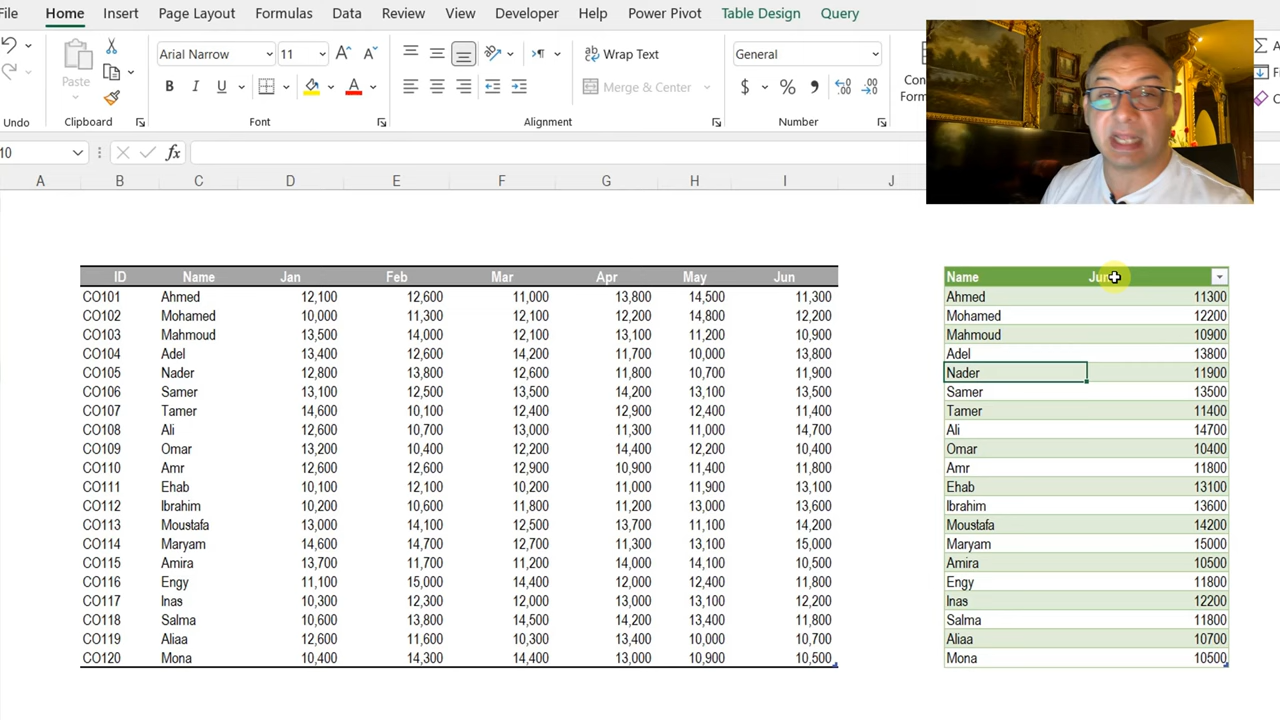 File Home Insert Page Layout Formulas Data Review View Developer Help Power Pivot Table Design Query
Arial Narrow 11 Wrap Text General
Paste B I U A Merge & Center $ %
Undo Clipboard Font Alignment Number
10 fx
A B C D E F G H I J
ID Name Jan Feb Mar Apr May Jun Name
CO101 Ahmed 12,100 12,600 11,000 13,800 14,500 11,300 Ahmed 11300
CO102 Mohamed 10,000 11,300 12,100 12,200 14,800 12,200 Mohamed 12200
CO103 Mahmoud 13,500 14,000 12,100 13,100 11,200 10,900 Mahmoud 10900
CO104 Adel 13,400 12,600 14,200 11,700 10,000 13,800 Adel 13800
CO105 Nader 12,800 13,800 12,600 11,800 10,700 11,900 Nader 11900
CO106 Samer 13,100 12,500 13,500 14,200 13,100 13,500 Samer 13500
CO107 Tamer 14,600 10,100 12,400 12,900 12,400 11,400 Tamer 11400
CO108 Ali 12,600 10,700 13,000 11,300 11,000 14,700 Ali 14700
CO109 Omar 13,200 10,400 12,200 14,400 12,200 10,400 Omar 10400
CO110 Amr 12,600 12,600 12,900 10,900 11,400 11,800 Amr 11800
CO111 Ehab 10,100 12,100 10,200 11,000 11,900 13,100 Ehab 13100
CO112 Ibrahim 10,200 10,600 11,800 11,200 13,000 13,600 Ibrahim 13600
CO113 Moustafa 13,000 14,100 12,500 13,700 11,100 14,200 Moustafa 14200
CO114 Maryam 14,600 14,700 12,700 11,300 13,100 15,000 Maryam 15000
CO115 Amira 13,700 11,700 11,200 14,000 14,100 10,500 Amira 10500
CO116 Engy 11,100 15,000 14,400 12,000 12,400 11,800 Engy 11800
CO117 Inas 10,300 12,300 12,000 13,000 13,100 12,200 Inas 12200
CO118 Salma 10,600 13,800 14,500 14,200 13,400 11,800 Salma 11800
CO119 Aliaa 12,600 11,600 10,300 13,400 10,000 10,700 Aliaa 10700
CO120 Mona 10,400 14,300 14,400 13,000 10,900 10,500 Mona 10500